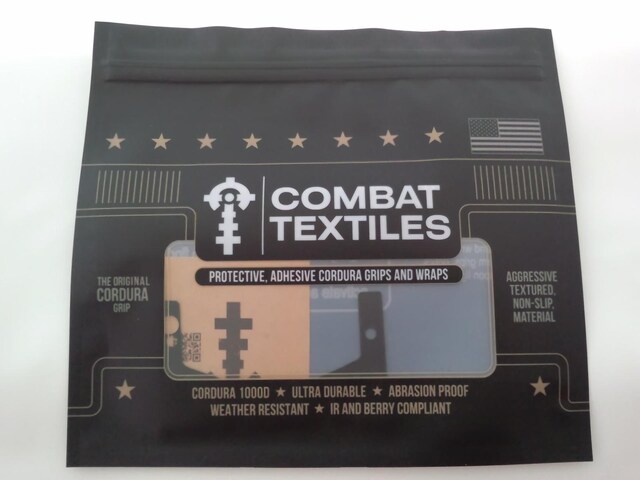 COMBAT
TEXTILES
PROTECTIVE, ADHESIVE CORDURA GRIPS AND WRAPS
THE ORIGINAL
CORDURA
GRIP
AGGRESSIVE
TEXTURED,
NON-SLIP,
MATERIAL
CORDURA 1000D ★ ULTRA DURABLE ★ ABRASION PROOF
WEATHER RESISTANT ★ IR AND BERRY COMPLIANT